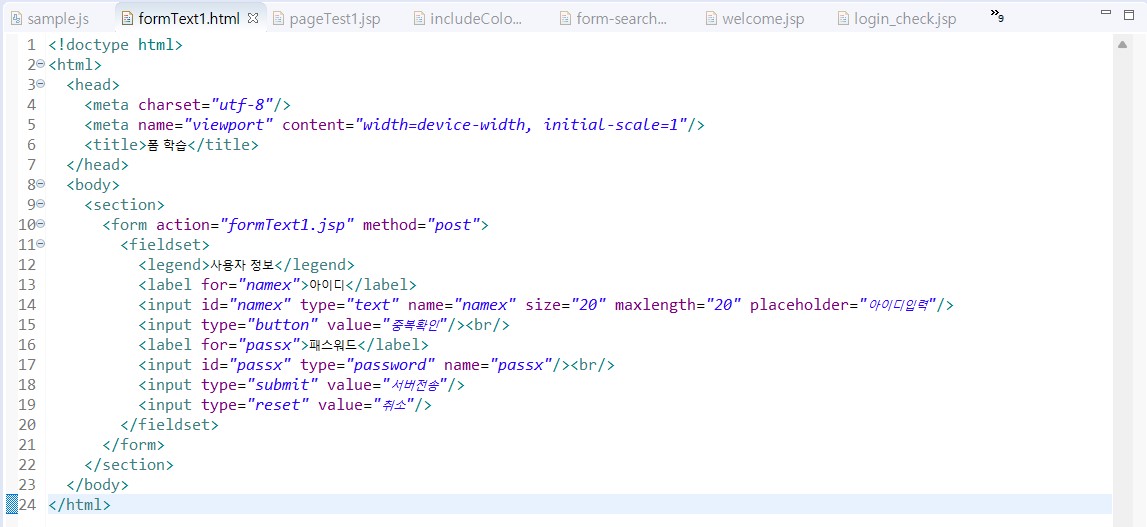 sample.js formText1.html pageTest1.jsp includeColo... form-search... welcome.jsp login_check.jsp »9
1 <!doctype html>
2 <html>
3 <head>
4 <meta charset="utf-8"/>
5 <meta name="viewport" content="width=device-width, initial-scale=1"/>
6 <title>폼 학습</title>
7 </head>
8 <body>
9 <section>
10 <form action="formText1.jsp" method="post">
11 <fieldset>
12 <legend>사용자 정보</legend>
13 <label for="namex">아이디</label>
14 <input id="namex" type="text" name="namex" size="20" maxlength="20" placeholder="아이디입력"/>
15 <input type="button" value="중복확인"/><br/>
16 <label for="passx">패스워드</label>
17 <input id="passx" type="password" name="passx"/><br/>
18 <input type="submit" value="서버전송"/>
19 <input type="reset" value="취소"/>
20 </fieldset>
21 </form>
22 </section>
23 </body>
24 </html>